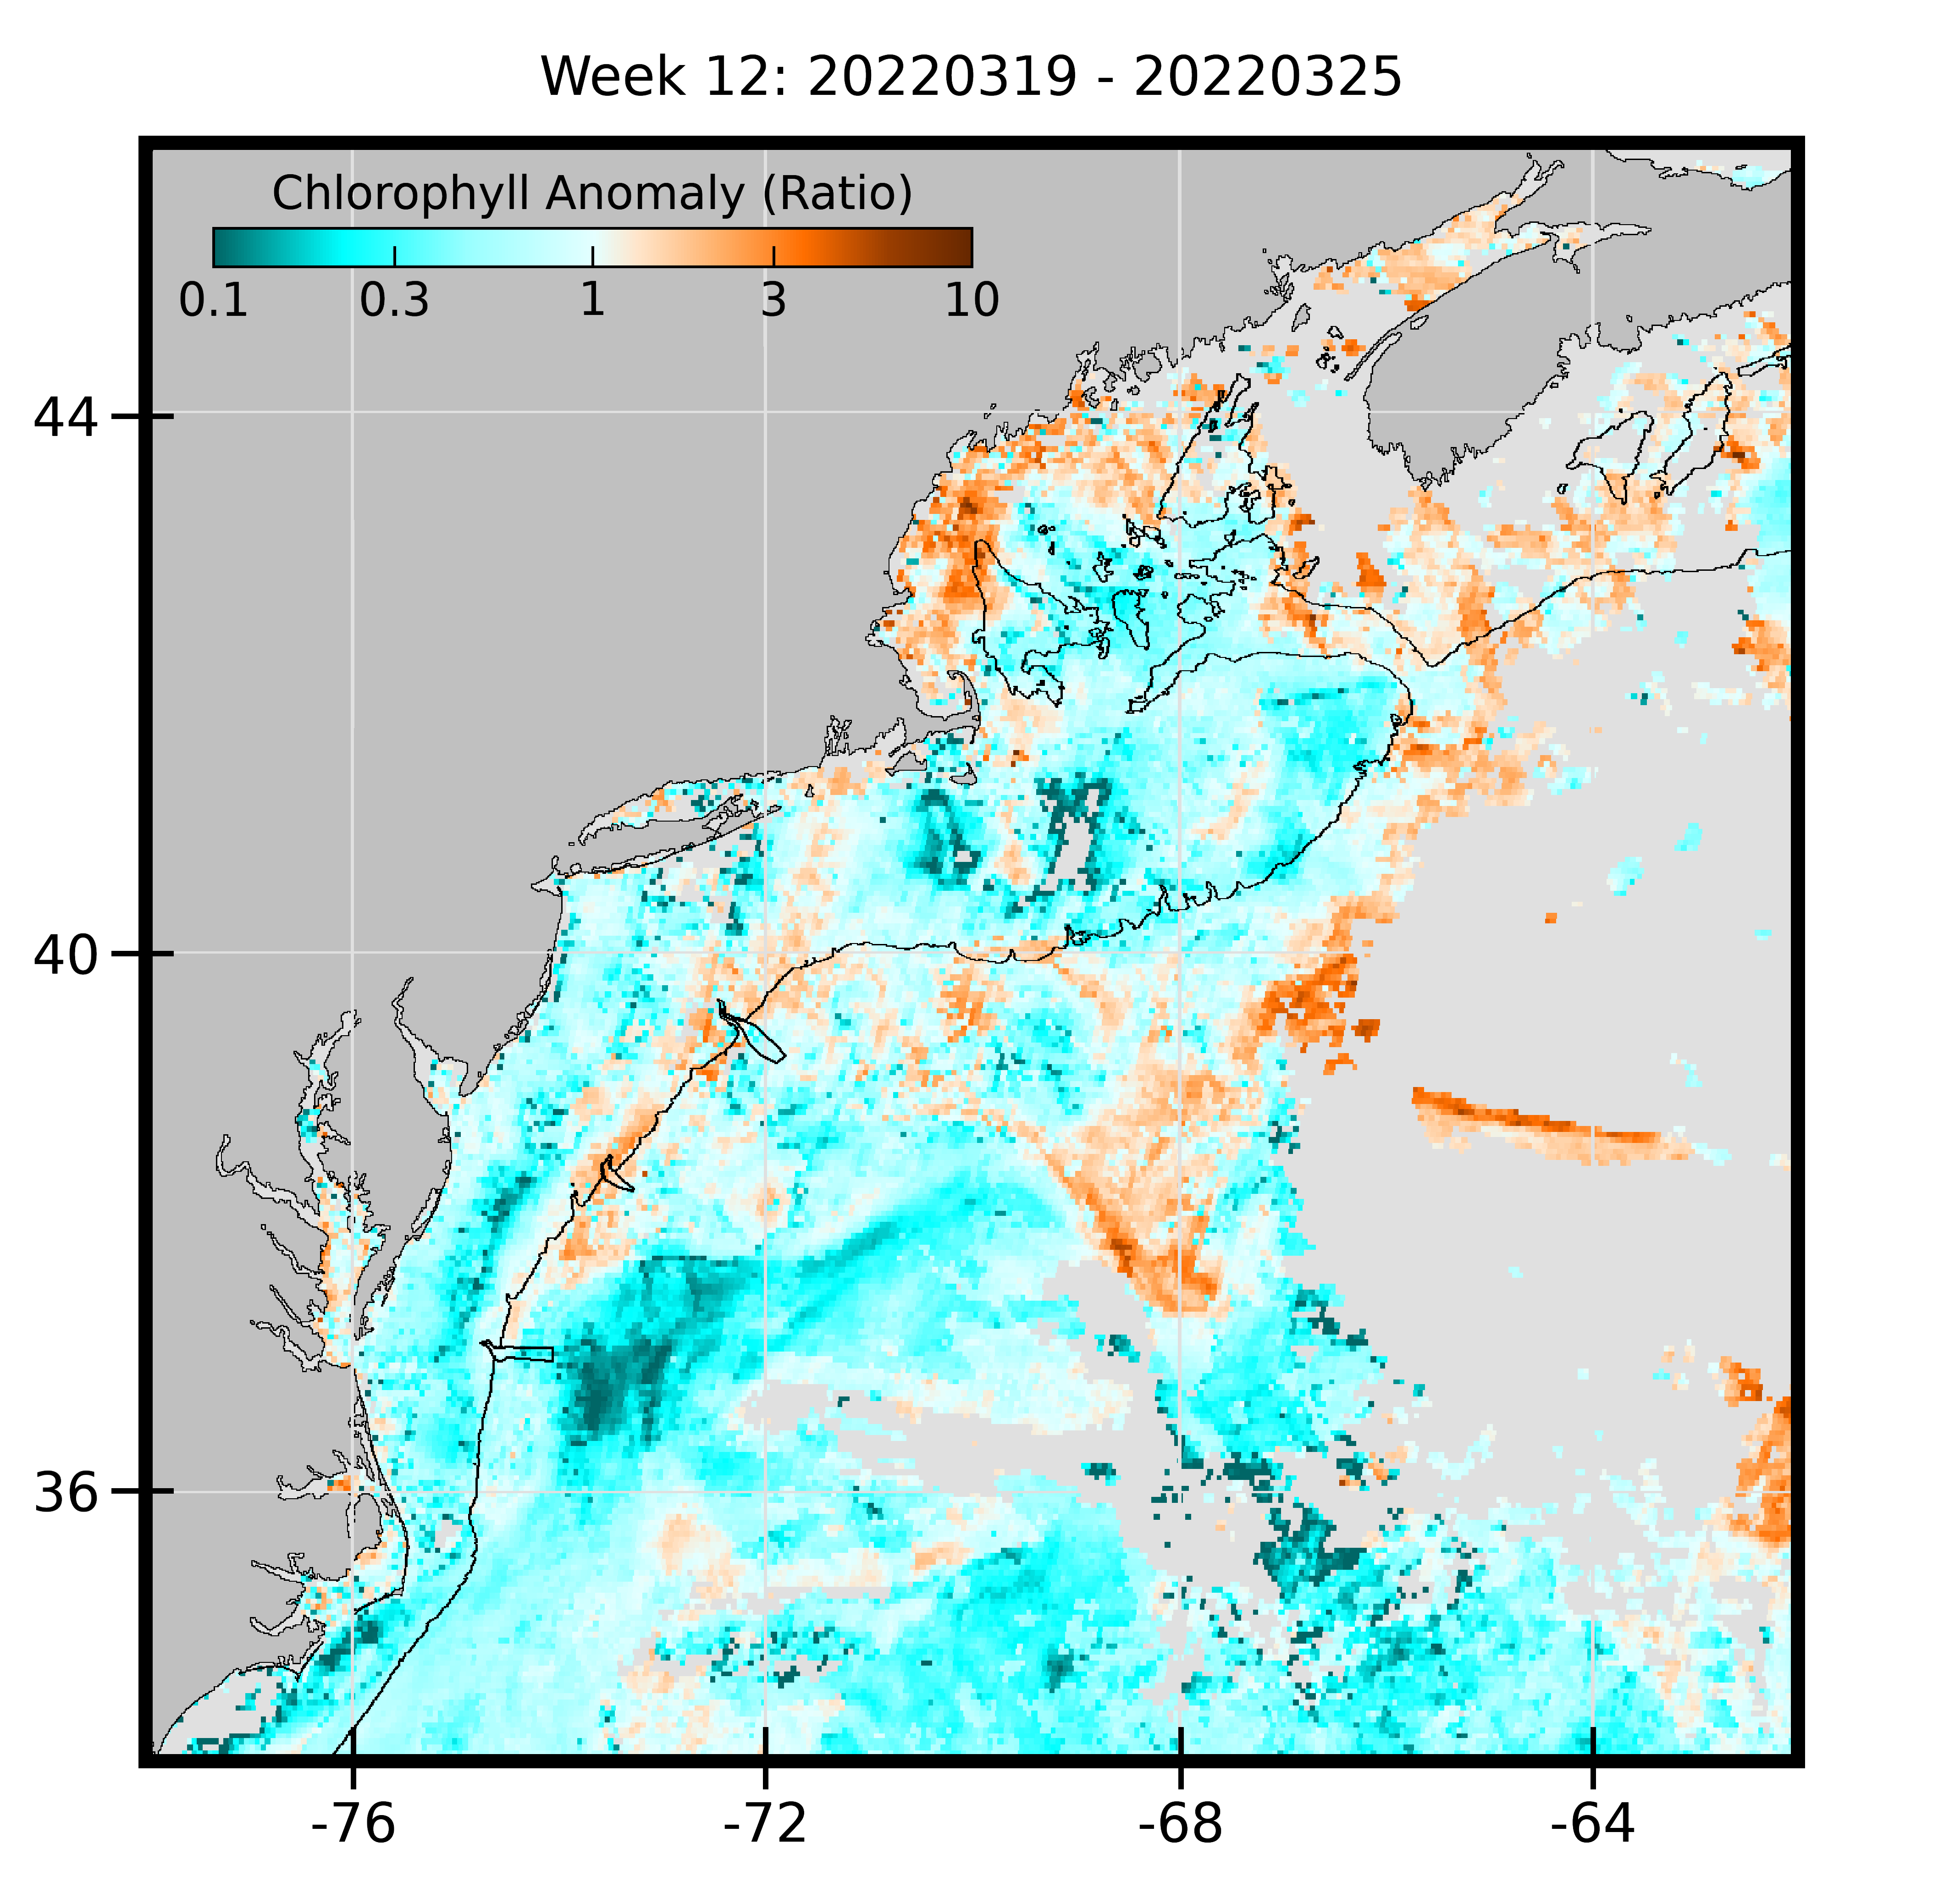 Week 12: 20220319 - 20220325
Chlorophyll Anomaly (Ratio)
0.1 0.3 1 3 10
44
40
36
-76 -72 -68 -64